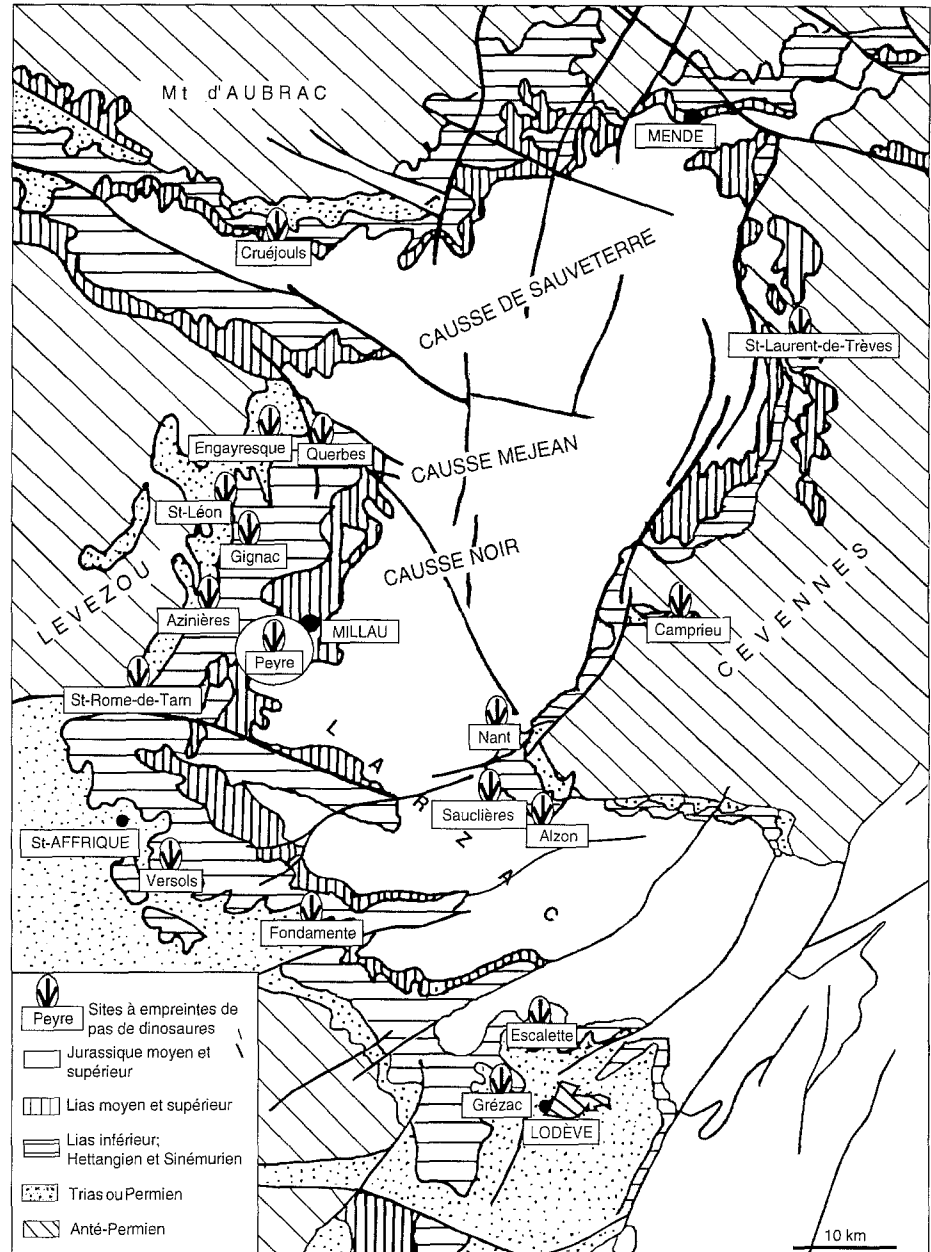 Mt d'AUBRAC
MENDE
Cruéjouls
CAUSSE DE SAUVETERRE
St-Laurent-de-Trèves
Engayresque
Querbes
CAUSSE MEJEAN
St-Léon
Gignac
CAUSSE NOIR
LEVEZOU
CEVENNES
Azinières
MILLAU
Camprieu
Peyre
St-Rome-de-Tarn
Nant
LARZAC
Sauclières
Alzon
St-AFFRIQUE
Versols
Fondamente
Escalette
Grézac
LODÈVE
Peyre
Sites à empreintes de
pas de dinosaures
Jurassique moyen et
supérieur
Lias moyen et supérieur
Lias inférieur;
Hettangien et Sinémurien
Trias ou Permien
Anté-Permien
10 km